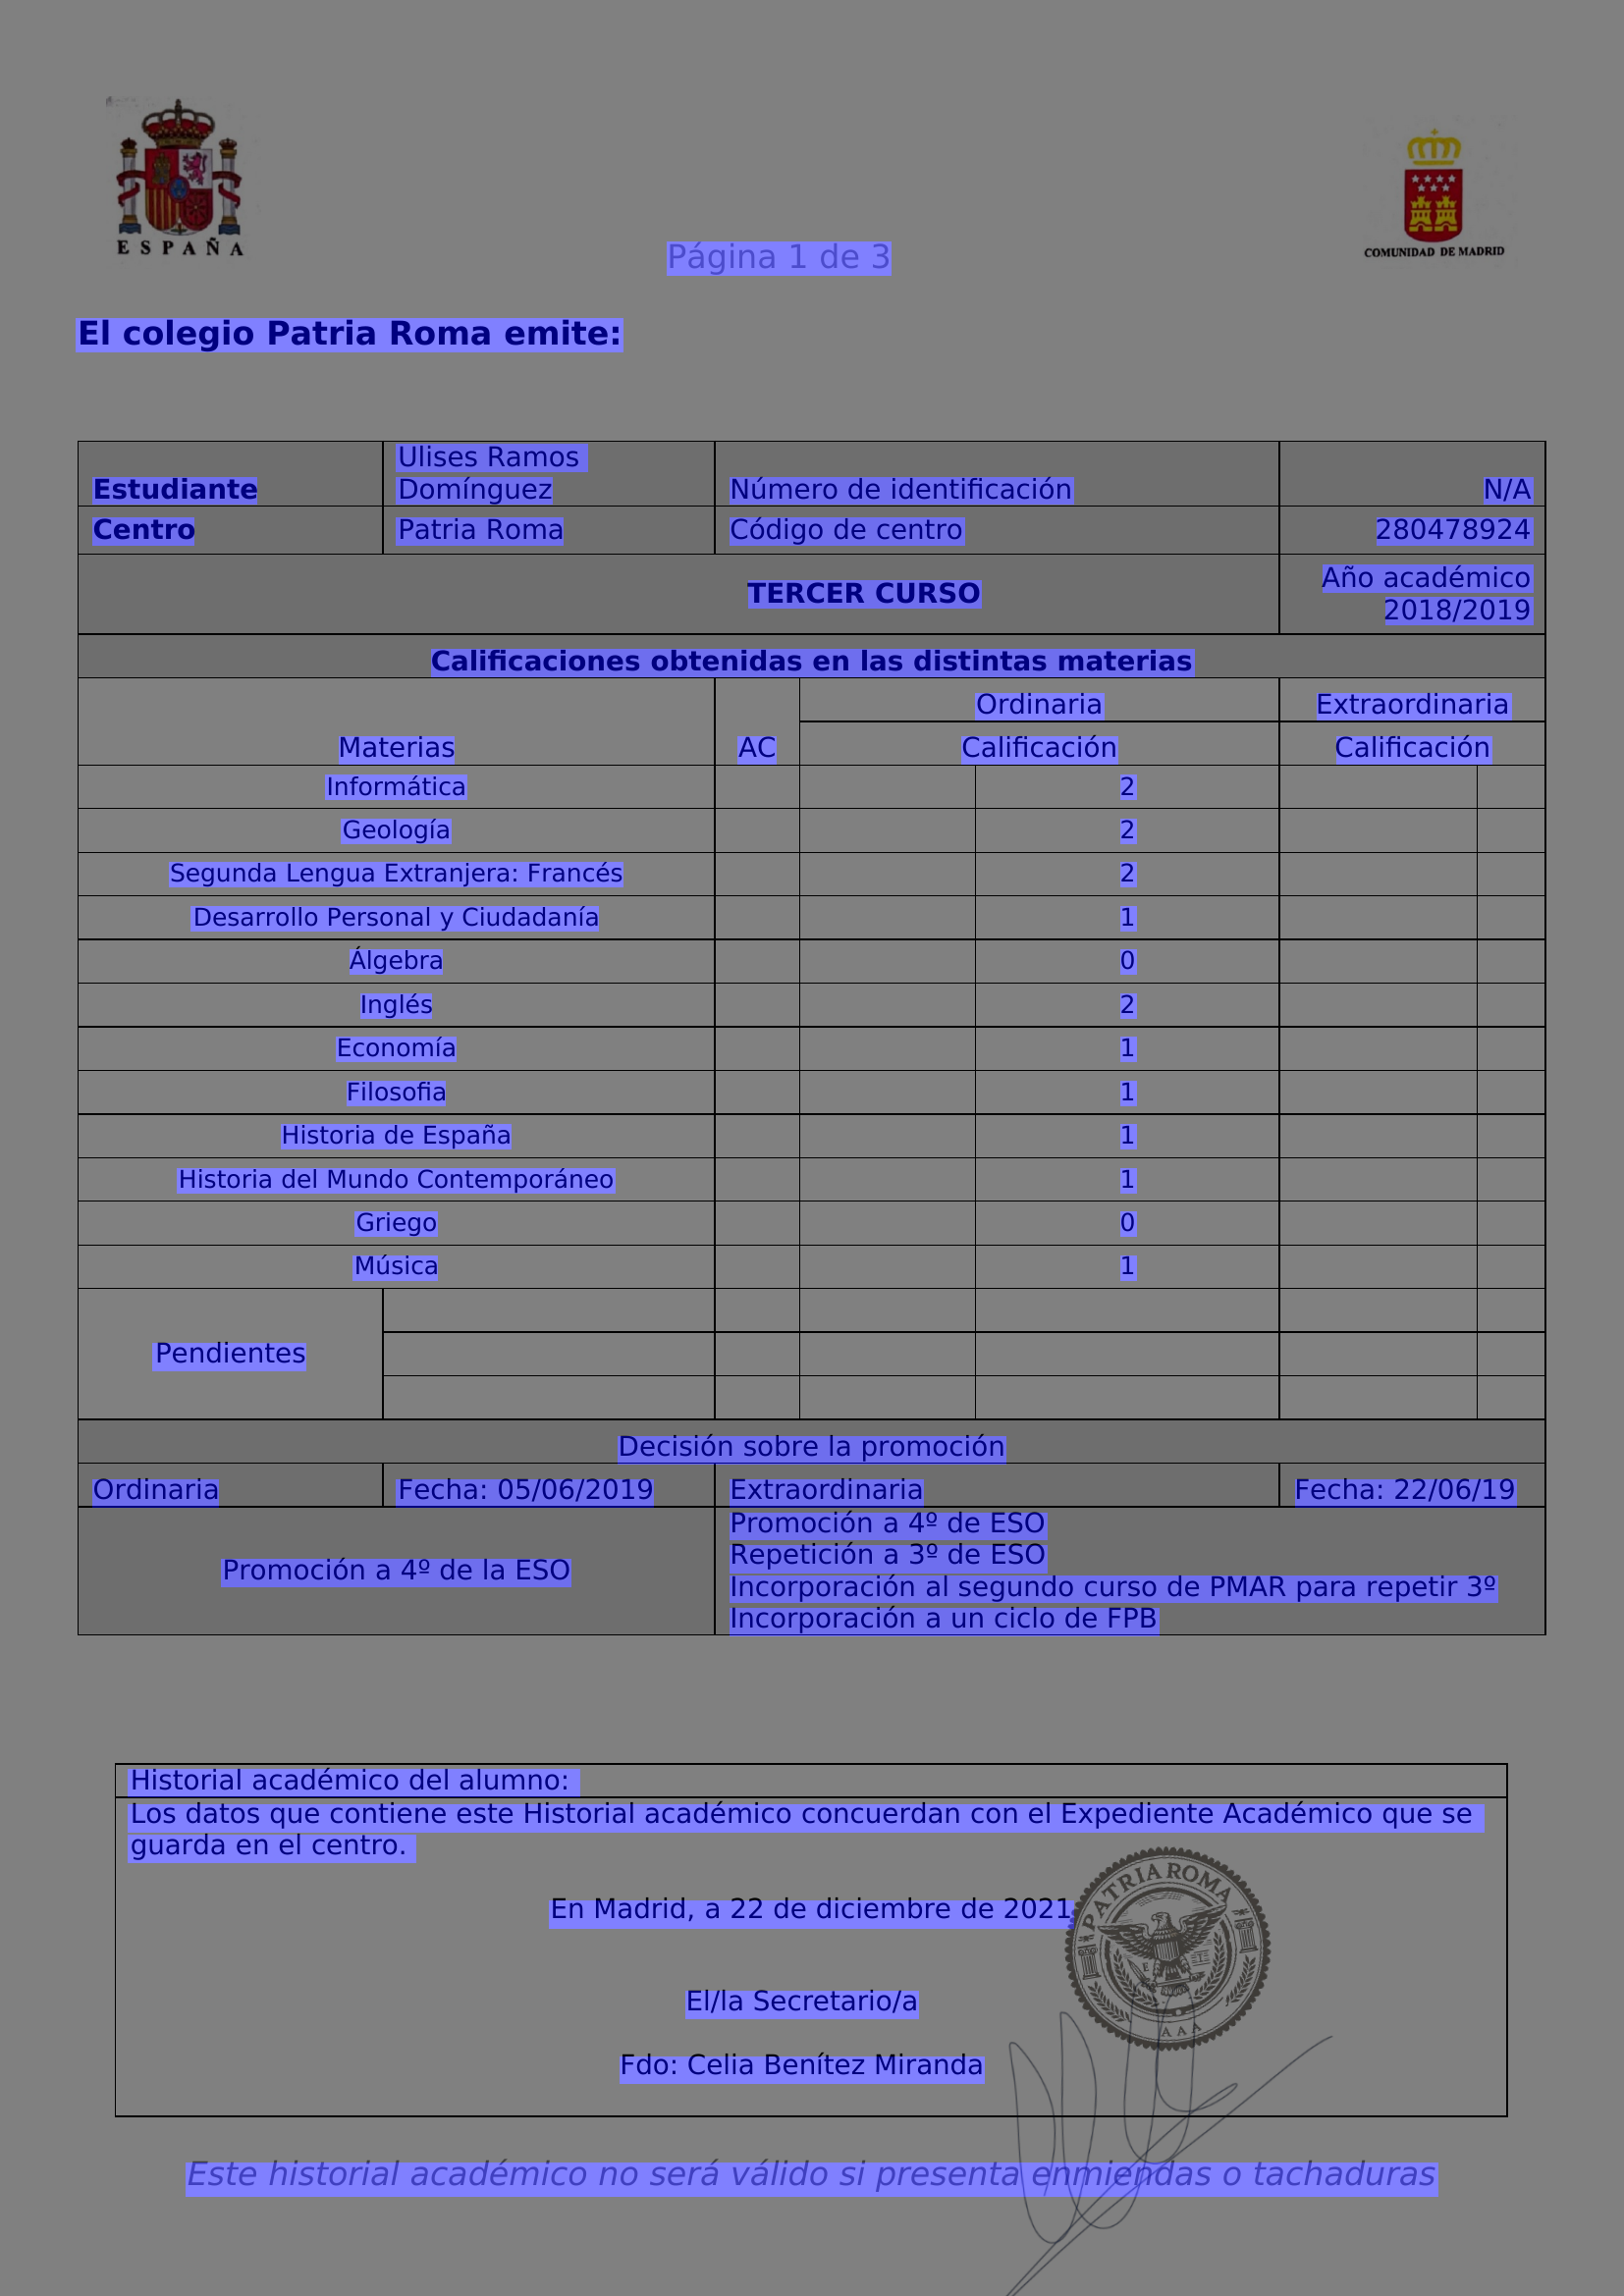 ESPAÑA
COMUNIDAD DE MADRID
Página 1 de 3
El colegio Patria Roma emite:
Estudiante Ulises Ramos Domínguez Número de identificación N/A
Centro Patria Roma Código de centro 280478924
TERCER CURSO Año académico 2018/2019
Calificaciones obtenidas en las distintas materias
Ordinaria Extraordinaria
Materias AC Calificación Calificación
Informática 2
Geología 2
Segunda Lengua Extranjera: Francés 2
Desarrollo Personal y Ciudadanía 1
Álgebra 0
Inglés 2
Economía 1
Filosofia 1
Historia de España 1
Historia del Mundo Contemporáneo 1
Griego 0
Música 1
Pendientes
Decisión sobre la promoción
Ordinaria Fecha: 05/06/2019 Extraordinaria Fecha: 22/06/19
Promoción a 4º de la ESO
Promoción a 4º de ESO
Repetición a 3º de ESO
Incorporación al segundo curso de PMAR para repetir 3º
Incorporación a un ciclo de FPB
Historial académico del alumno:
Los datos que contiene este Historial académico concuerdan con el Expediente Académico que se
guarda en el centro.
En Madrid, a 22 de diciembre de 2021
PATRIA ROMA
AAA
El/la Secretario/a
Fdo: Celia Benítez Miranda
Este historial académico no será válido si presenta enmiendas o tachaduras